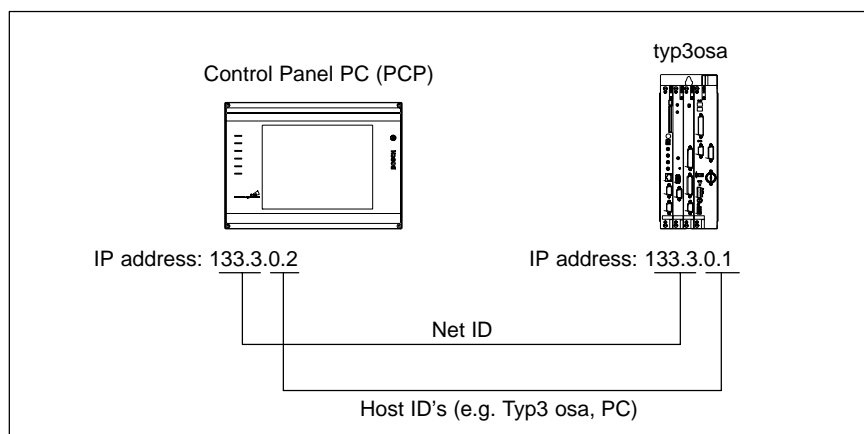 typ3osa
Control Panel PC (PCP)
BOSCH
IP address: 133.3.0.2
IP address: 133.3.0.1
Net ID
Host ID's (e.g. Typ3 osa, PC)